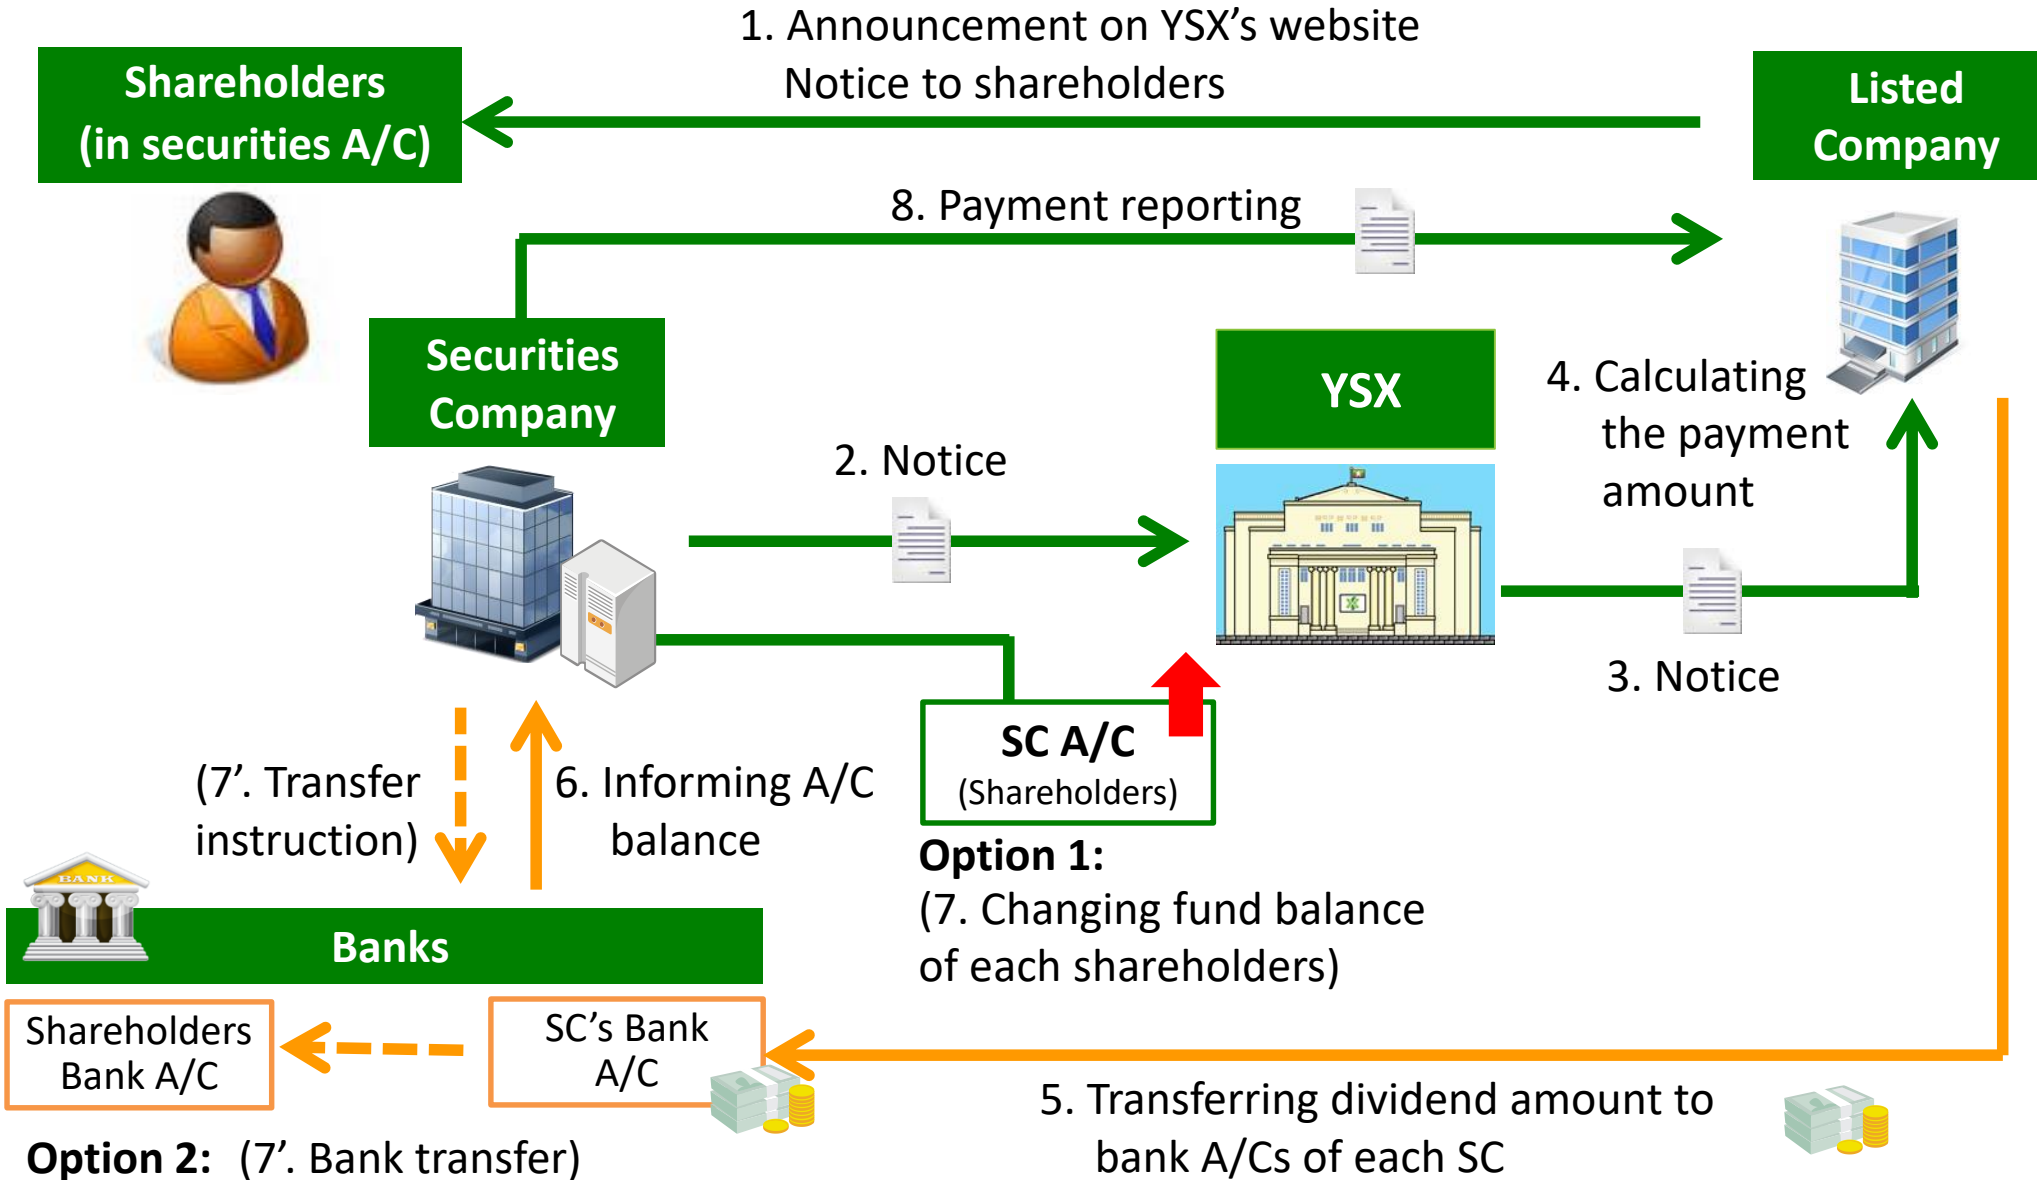 1. Announcement on YSX’s website
Notice to shareholders
Shareholders
(in securities A/C)
Listed
Company
8. Payment reporting
Securities
Company
YSX
4. Calculating
the payment
amount
2. Notice
3. Notice
SC A/C
(Shareholders)
(7’. Transfer
instruction)
6. Informing A/C
balance
Option 1:
(7. Changing fund balance
of each shareholders)
BANK
Banks
Shareholders
Bank A/C
SC’s Bank
A/C
5. Transferring dividend amount to
bank A/Cs of each SC
Option 2: (7’. Bank transfer)